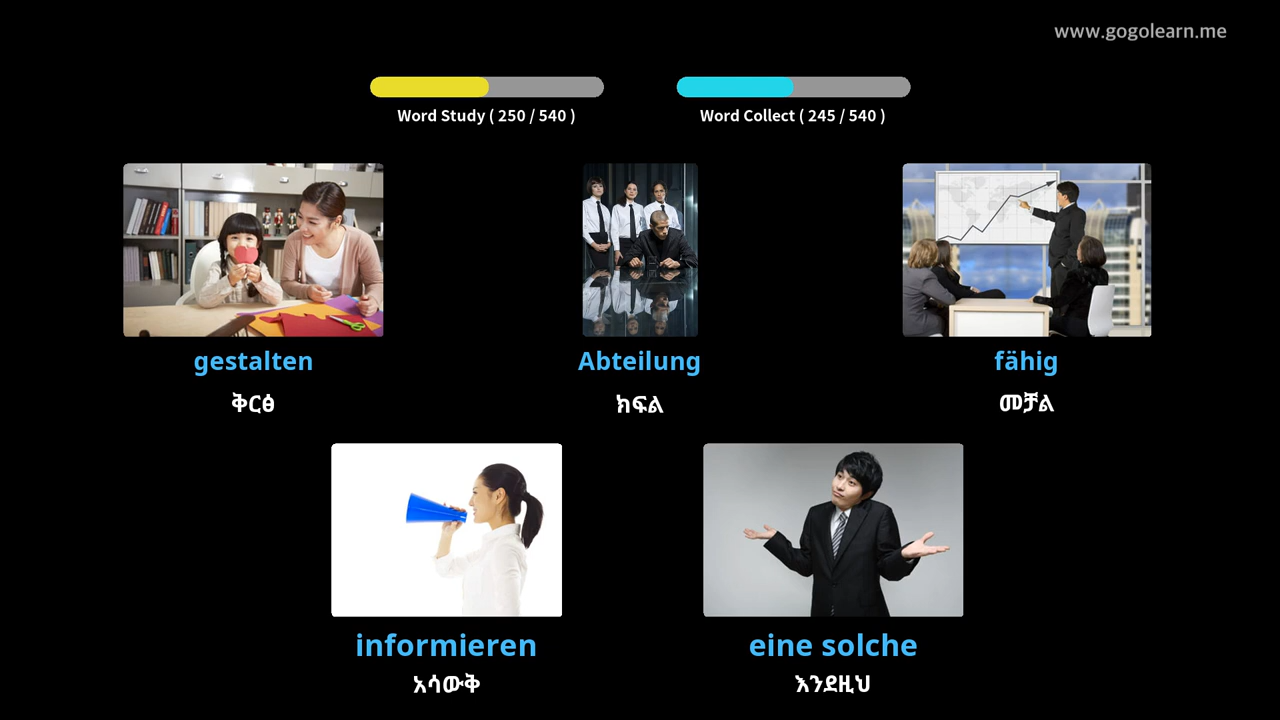 www.gogolearn.me
Word Study ( 250 / 540 )
Word Collect ( 245 / 540 )
gestalten
Abteilung
fähig
ቅርፅ
ክፍል
መቻል
informieren
eine solche
አሳውቅ
እንደዚህ